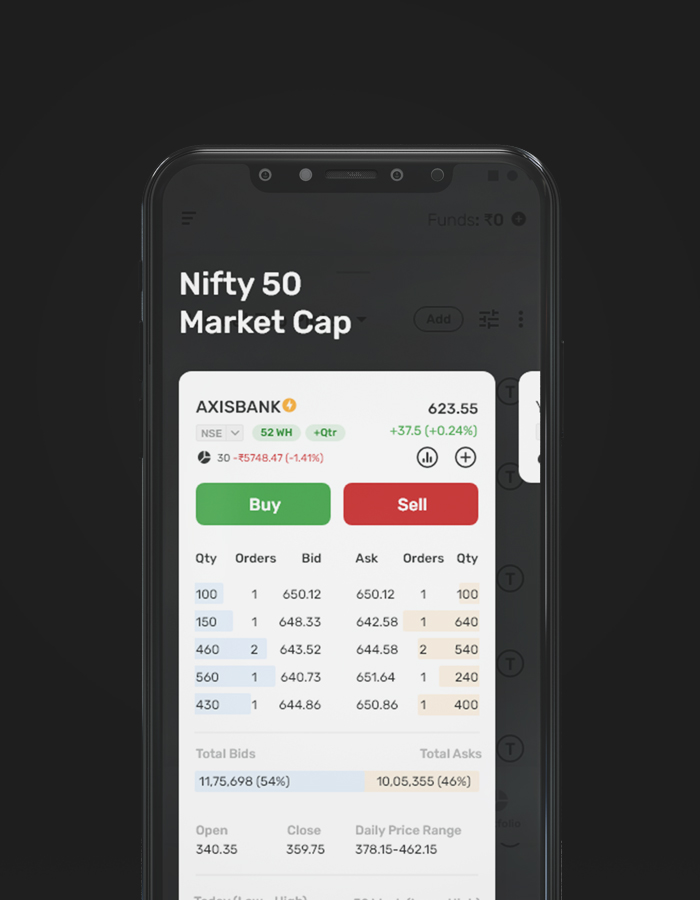 Funds: ₹0
Nifty 50
Market Cap
Add
AXISBANK
623.55
NSE
52 WH
+Qtr
+37.5 (+0.24%)
30 -₹5748.47 (-1.41%)
Buy
Sell
Qty Orders Bid Ask Orders Qty
100 1 650.12 650.12 1 100
150 1 648.33 642.58 1 640
460 2 643.52 644.58 2 540
560 1 640.73 651.64 1 240
430 1 644.86 650.86 1 400
Total Bids Total Asks
11,75,698 (54%) 10,05,355 (46%)
Open Close Daily Price Range
340.35 359.75 378.15-462.15
T
T
T
T
T